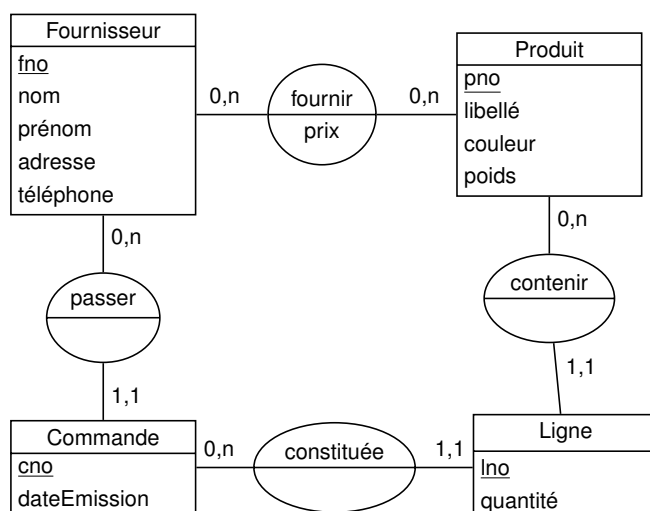 Fournisseur
fno
nom
prénom
adresse
téléphone
0,n
fournir
prix
0,n
Produit
pno
libellé
couleur
poids
0,n
passer
1,1
0,n
contenir
1,1
Commande
cno
dateEmission
0,n
constituée
1,1
Ligne
lno
quantité